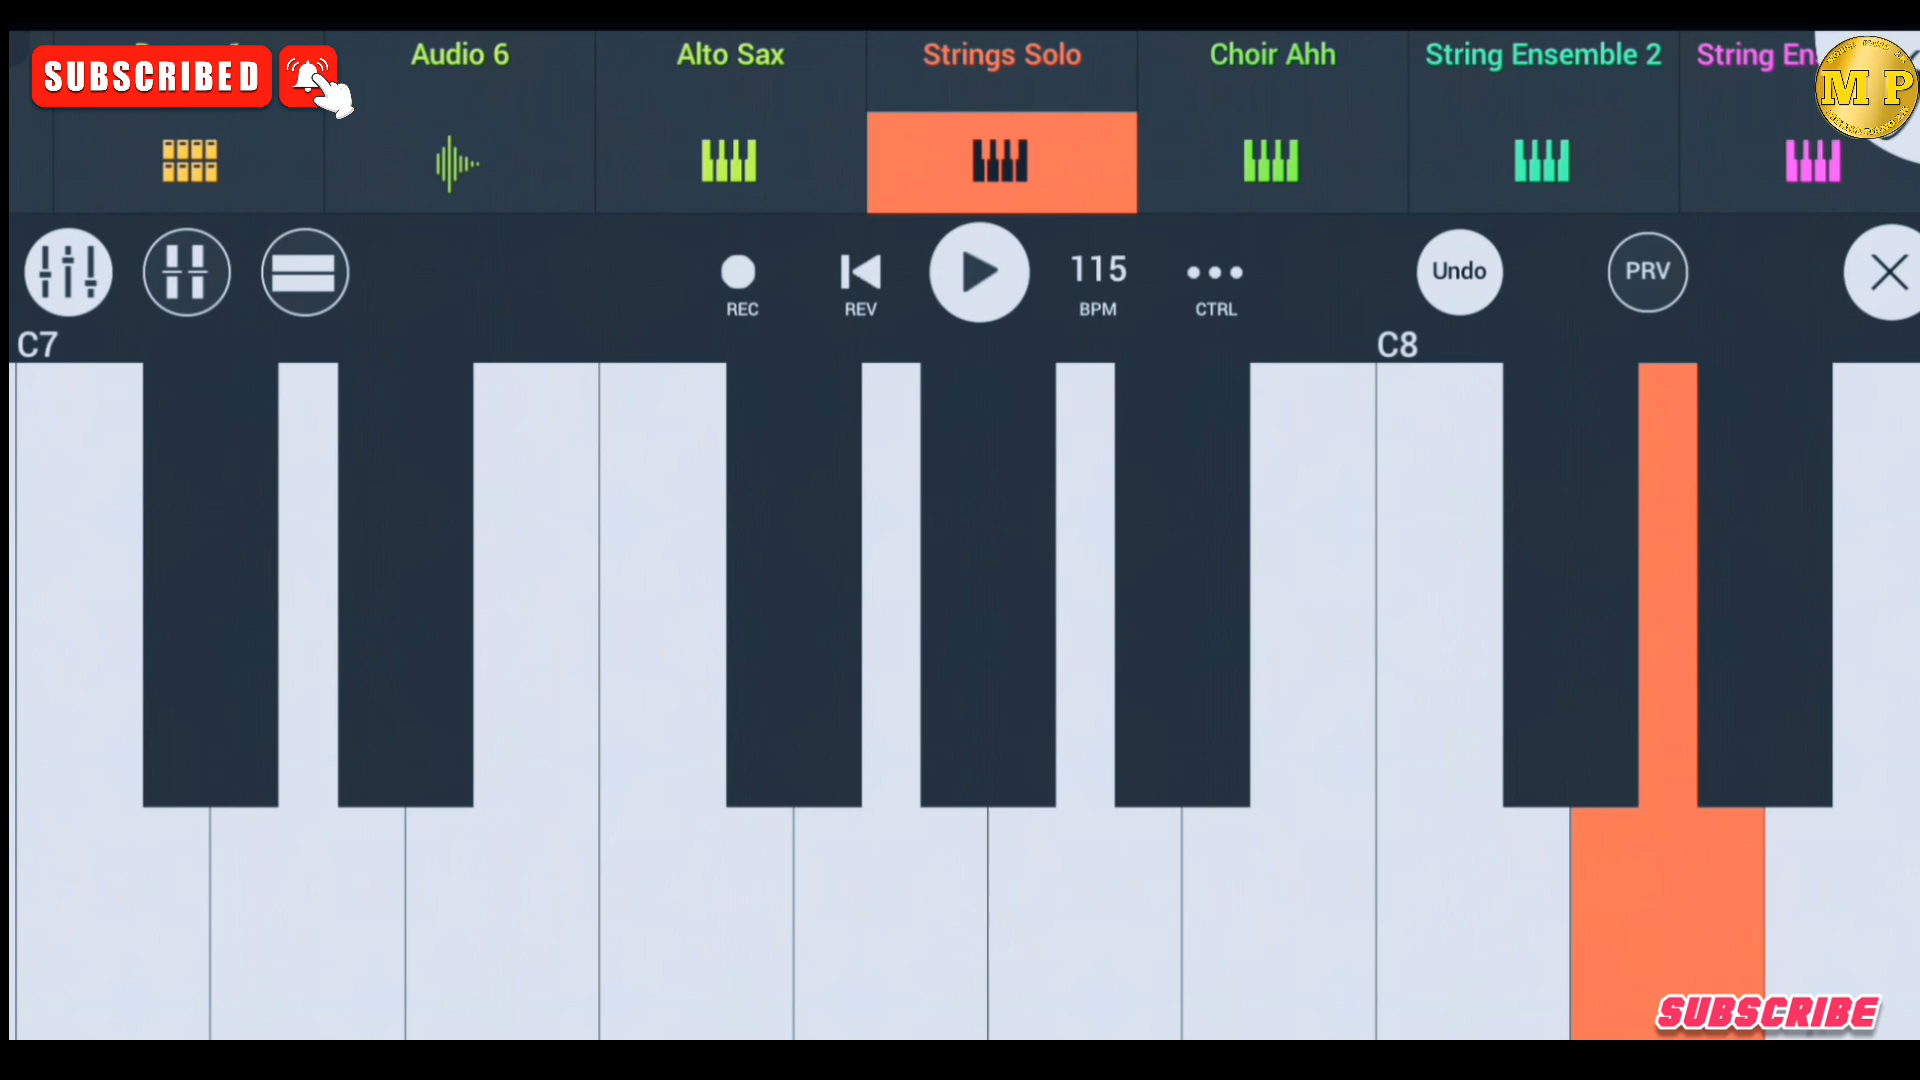 SUBSCRIBED
Audio 6
Alto Sax
Strings Solo
Choir Ahh
String Ensemble 2
String
M P
REC
REV
115
BPM
CTRL
Undo
PRV
C7
C8
SUBSCRIBE